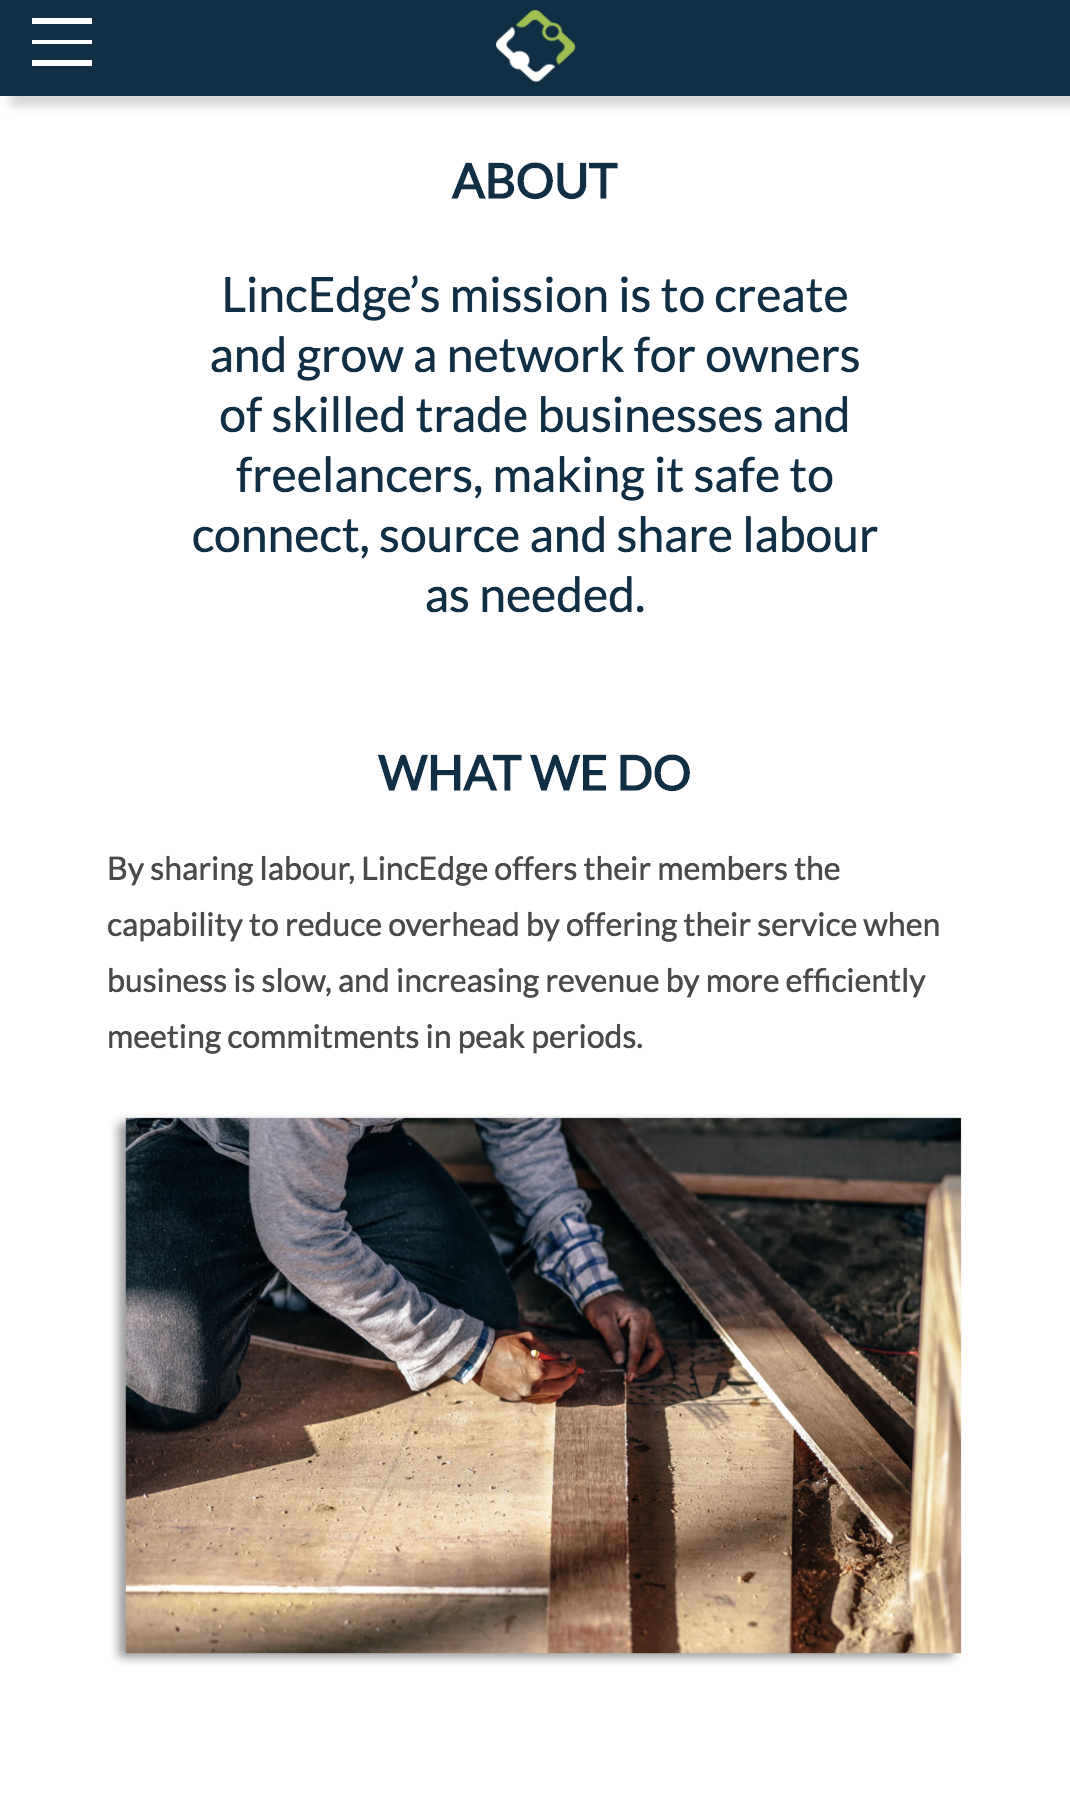 ABOUT
LincEdge’s mission is to create
and grow a network for owners
of skilled trade businesses and
freelancers, making it safe to
connect, source and share labour
as needed.
WHAT WE DO
By sharing labour, LincEdge offers their members the
capability to reduce overhead by offering their service when
business is slow, and increasing revenue by more efficiently
meeting commitments in peak periods.